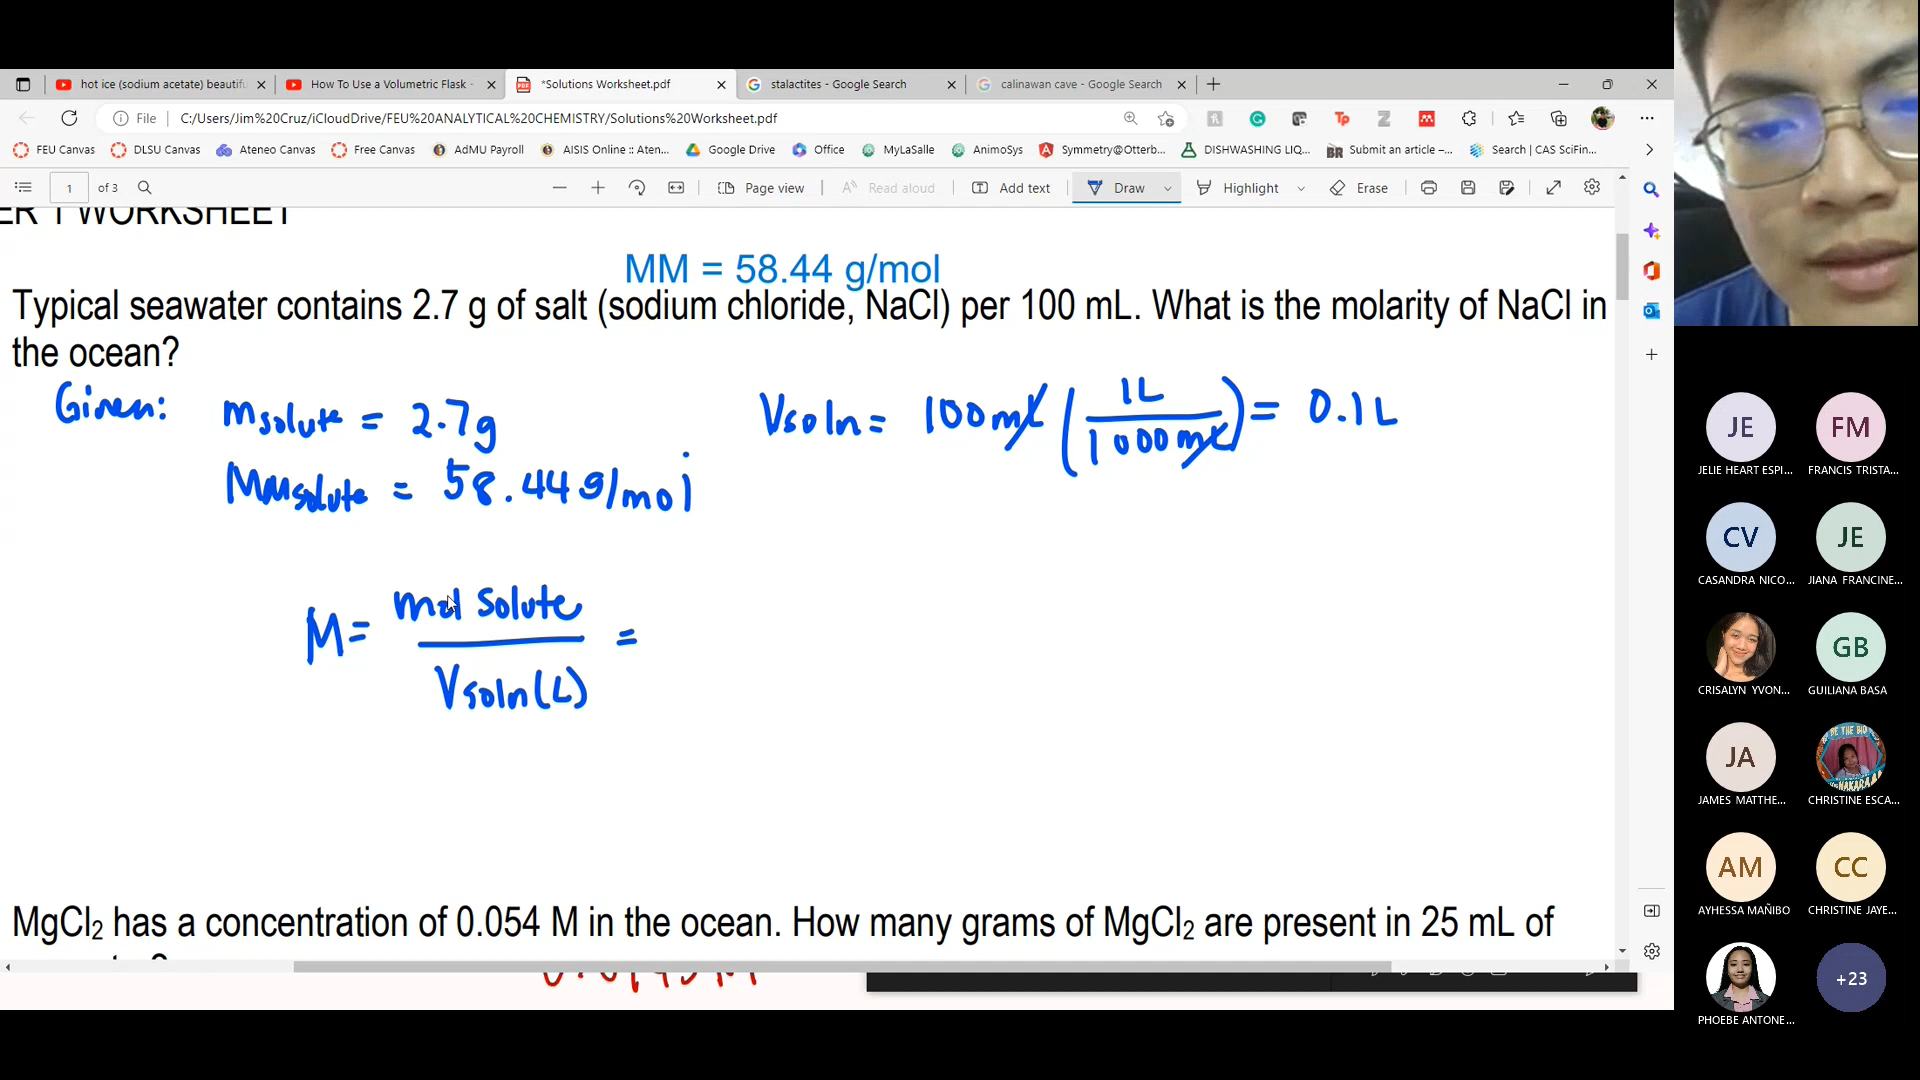 hot ice (sodium acetate) beautifu
How To Use a Volumetric Flask -
*Solutions Worksheet.pdf
stalactites - Google Search
calinawan cave - Google Search
File C:/Users/Jim%20Cruz/iCloudDrive/FEU%20ANALYTICAL%20CHEMISTRY/Solutions%20Worksheet.pdf
FEU Canvas DLSU Canvas Ateneo Canvas Free Canvas AdMU Payroll AISIS Online :: Aten... Google Drive Office MyLaSalle AnimoSys Symmetry@Otterb... DISHWASHING LIQ... Submit an article –... Search | CAS SciFin...
1 of 3 Page view Read aloud Add text Draw Highlight Erase
ER 1 WORKSHEET
MM = 58.44 g/mol
Typical seawater contains 2.7 g of salt (sodium chloride, NaCl) per 100 mL. What is the molarity of NaCl in
the ocean?
Given: msolute = 2.7g Vsoln = 100mL (1L/1000mL) = 0.1L
MMsolute = 58.44g/mol
M = mol solute =
Vsoln(L)
MgCl₂ has a concentration of 0.054 M in the ocean. How many grams of MgCl₂ are present in 25 mL of
JE
FM
JELIE HEART ESPI...
FRANCIS TRISTA...
CV
JE
CASANDRA NICO...
JIANA FRANCINE...
GB
CRISALYN YVON...
GUILIANA BASA
JA
JAMES MATTHE...
CHRISTINE ESCA...
AM
CC
AYHESSA MAÑIBO
CHRISTINE JAYE...
+23
PHOEBE ANTONE...